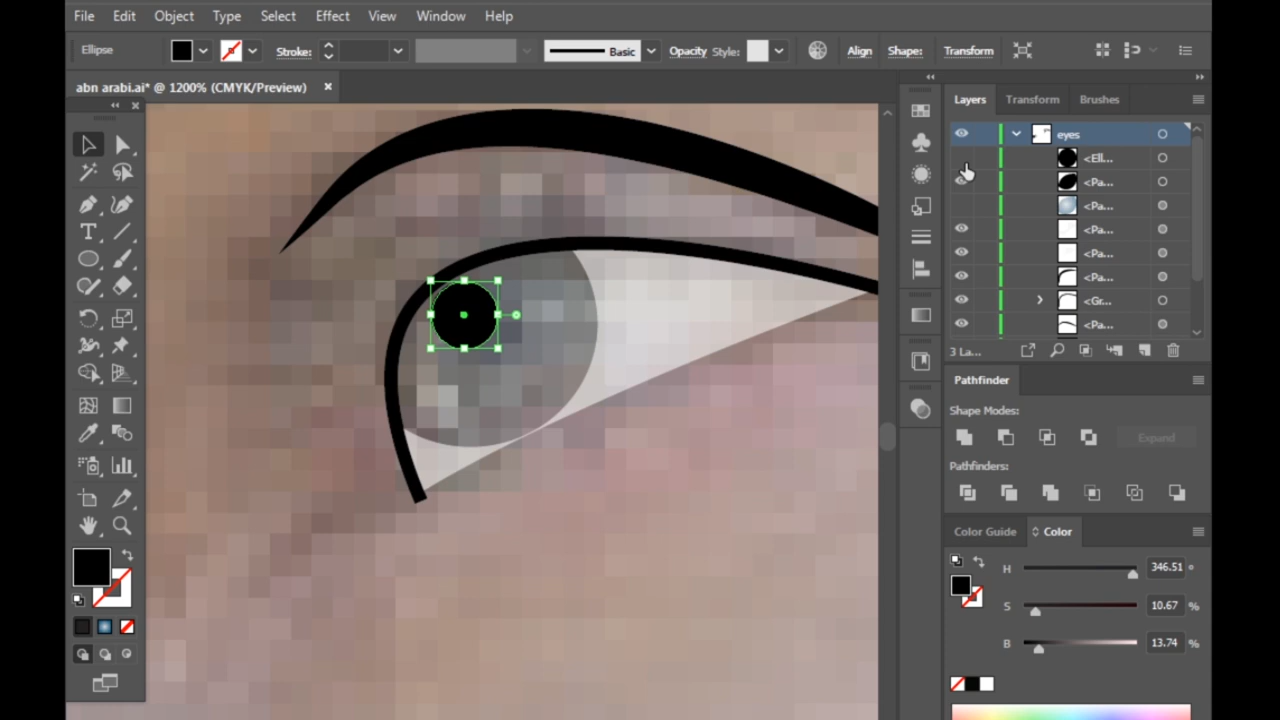 File Edit Object Type Select Effect View Window Help
Ellipse Stroke: Basic Opacity Style: Align Shape: Transform
abn arabi.ai* @ 1200% (CMYK/Preview) ×
Layers Transform Brushes
eyes
<Ell...
<Pa...
<Pa...
<Pa...
<Pa...
<Pa...
<Gr...
<Pa...
3 La...
Pathfinder
Shape Modes:
Expand
Pathfinders:
Color Guide Color
H 346.51 °
S 10.67 %
B 13.74 %